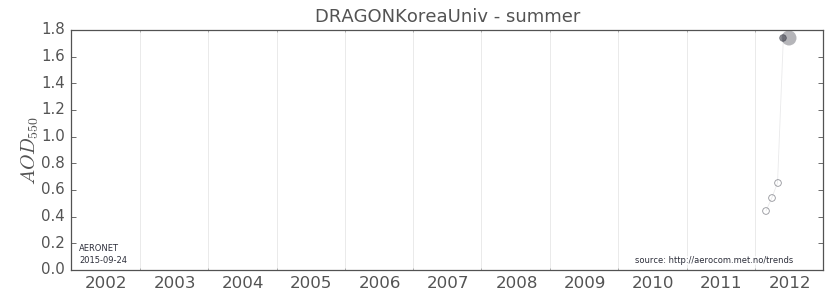 DRAGONKoreaUniv - summer
1.8
1.6
1.4
1.2
1.0
0.8
0.6
0.4
0.2
0.0
AOD550
AERONET
2015-09-24
source: http://aerocom.met.no/trends
2002 2003 2004 2005 2006 2007 2008 2009 2010 2011 2012